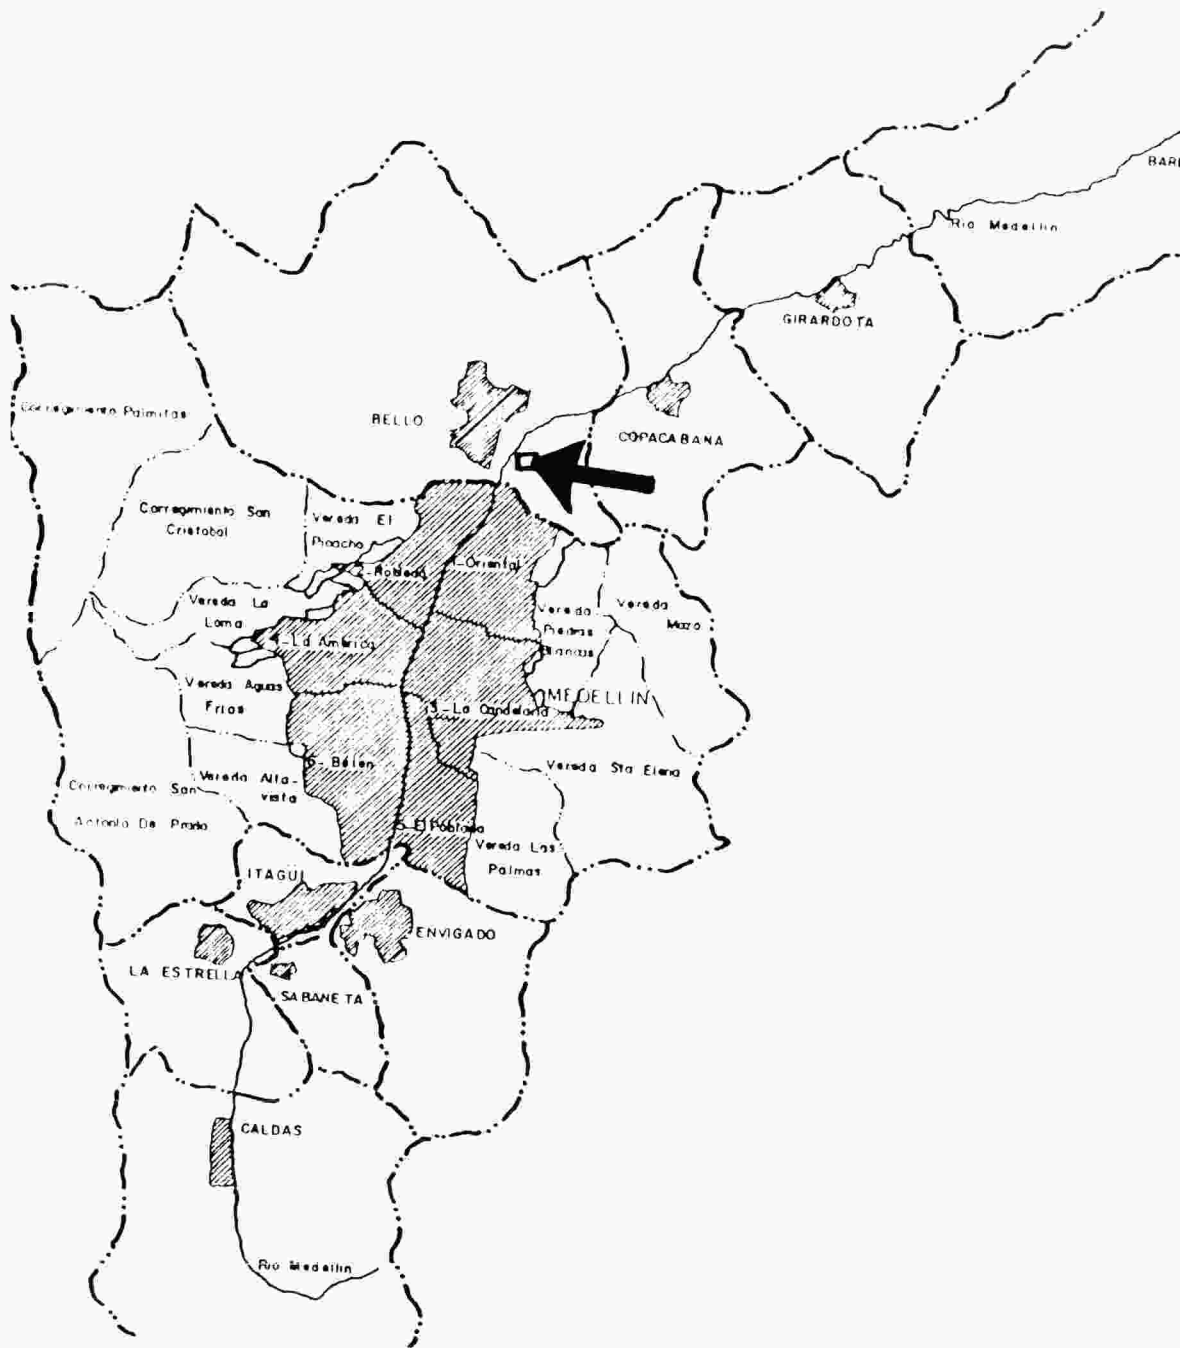 BAR
Rio Medellin
GIRARDOTA
Corregimiento Palmitas
BELLO
COPACABANA
Corregimiento San
Cristobal
Vereda El
Picacho
2-Robledo
1-Oriental
Vereda La
Loma
Vereda
Piedras
Blancas
Vereda
Mazo
4-La América
Vereda Aguas
Frias
MEDELLIN
3-La Candelaria
6-Belén
Vereda Sta Elena
Corregimiento San
Antonio De Prado
Vereda Alta-
vista
5-El Poblado
Vereda Las
Palmas
ITAGÜI
ENVIGADO
LA ESTRELLA
SABANETA
CALDAS
Rio Medellin